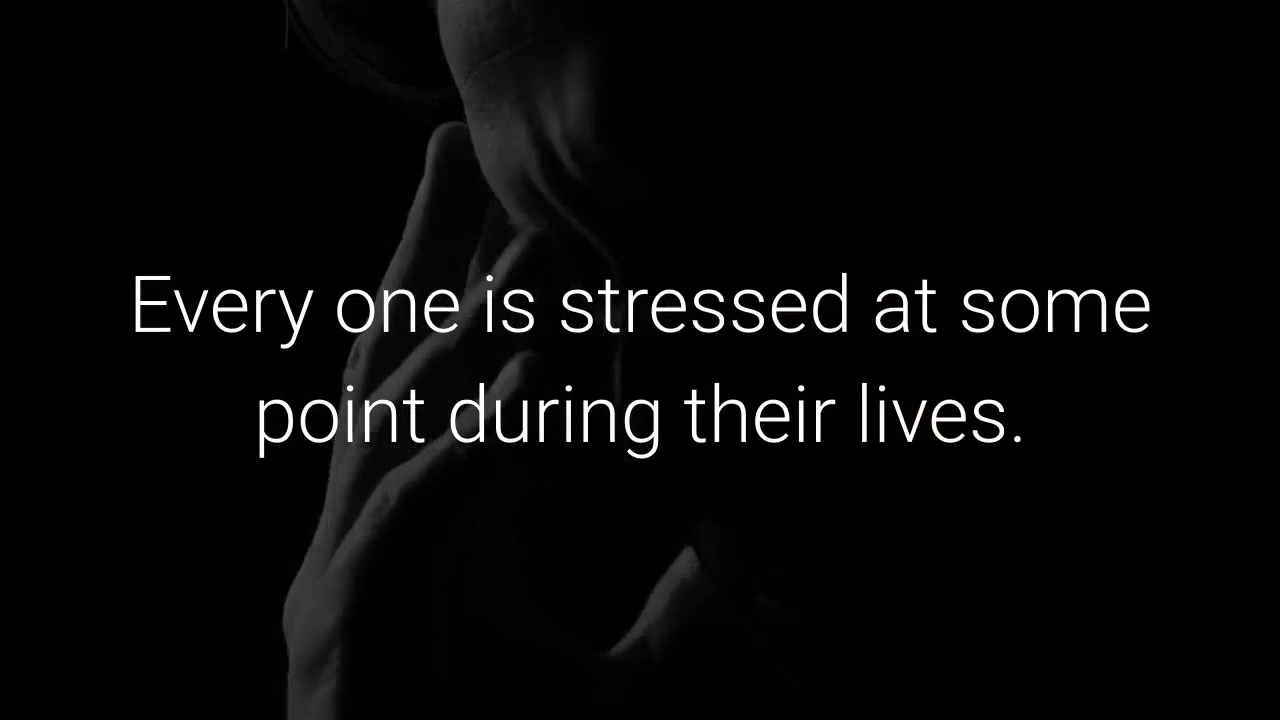 Every one is stressed at some
point during their lives.